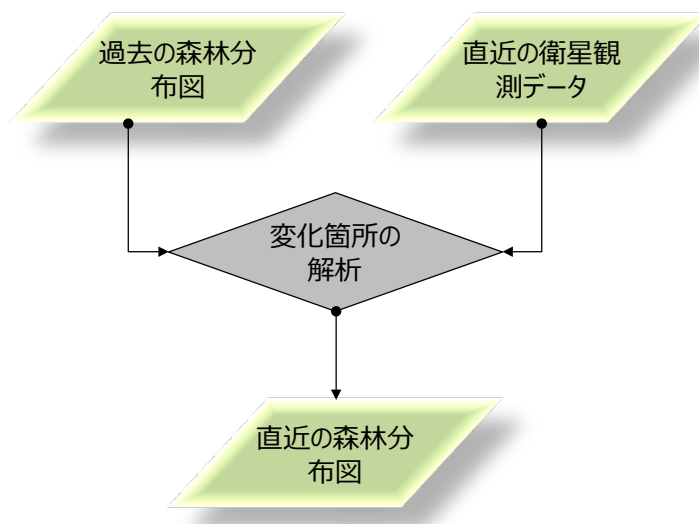 過去の森林分
布図
直近の衛星観
測データ
変化箇所の
解析
直近の森林分
布図